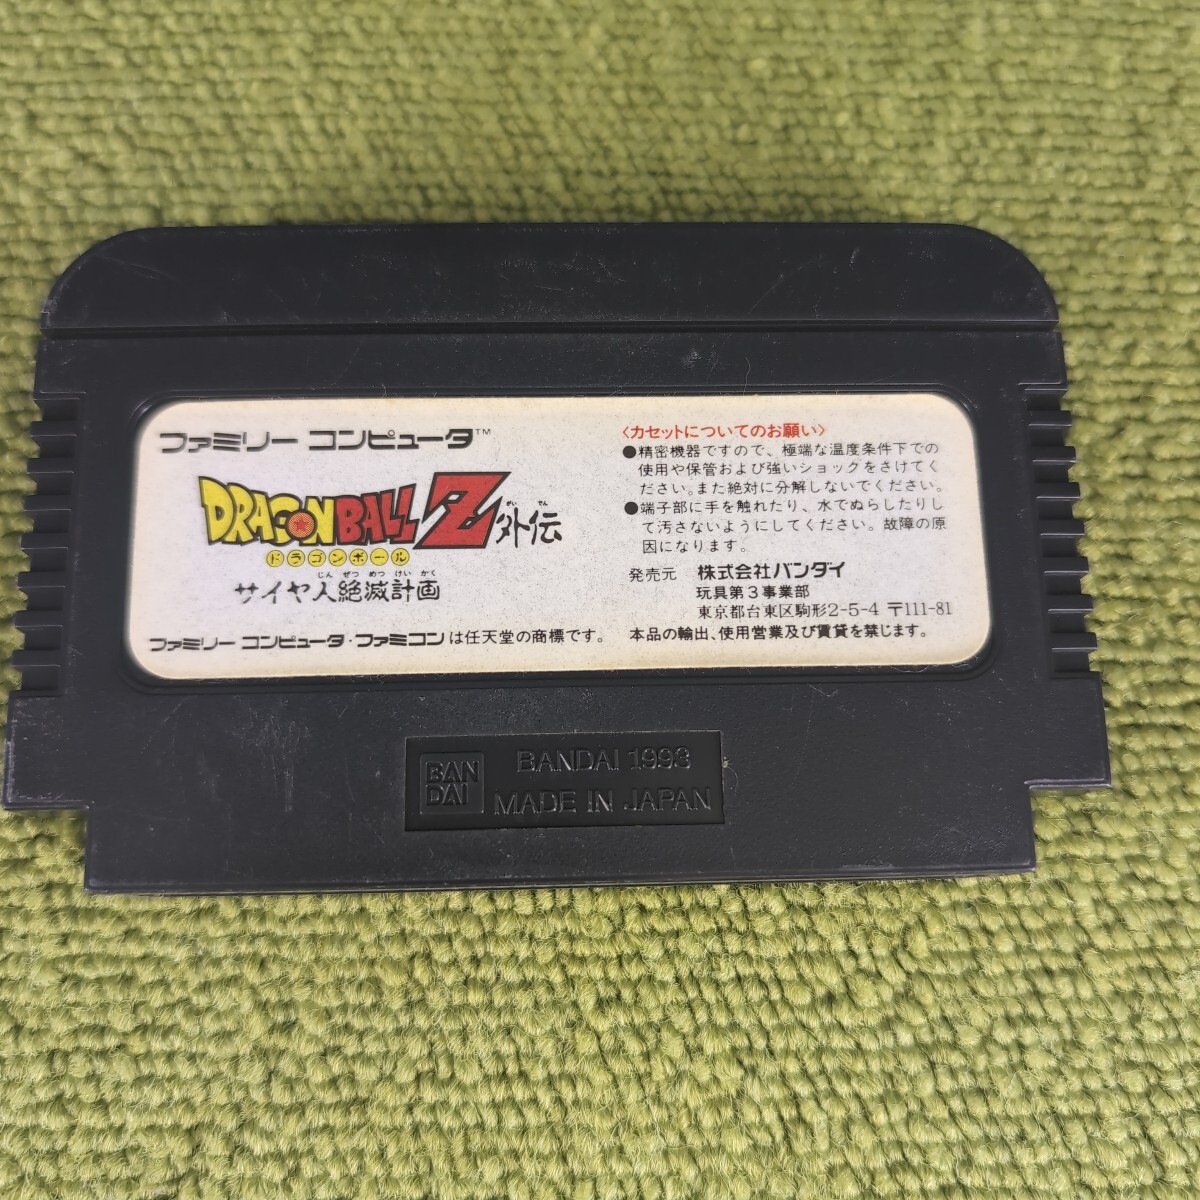 ファミリー コンピュータ™
DRAGON BALL Z 外伝
がい でん
ドラゴンボール
じん ぜつ めつ けい かく
サイヤ人絶滅計画
ファミリー コンピュータ・ファミコン は任天堂の商標です。
〈カセットについてのお願い〉
●精密機器ですので、極端な温度条件下での
使用や保管および強いショックをさけてく
ださい。また絶対に分解しないでください。
●端子部に手を触れたり、水でぬらしたりし
て汚さないようにしてください。故障の原
因になります。
発売元 株式会社バンダイ
玩具第3事業部
東京都台東区駒形2-5-4 〒111-81
本品の輸出、使用営業及び賃貸を禁じます。
BAN
DAI
BANDAI 1993
MADE IN JAPAN